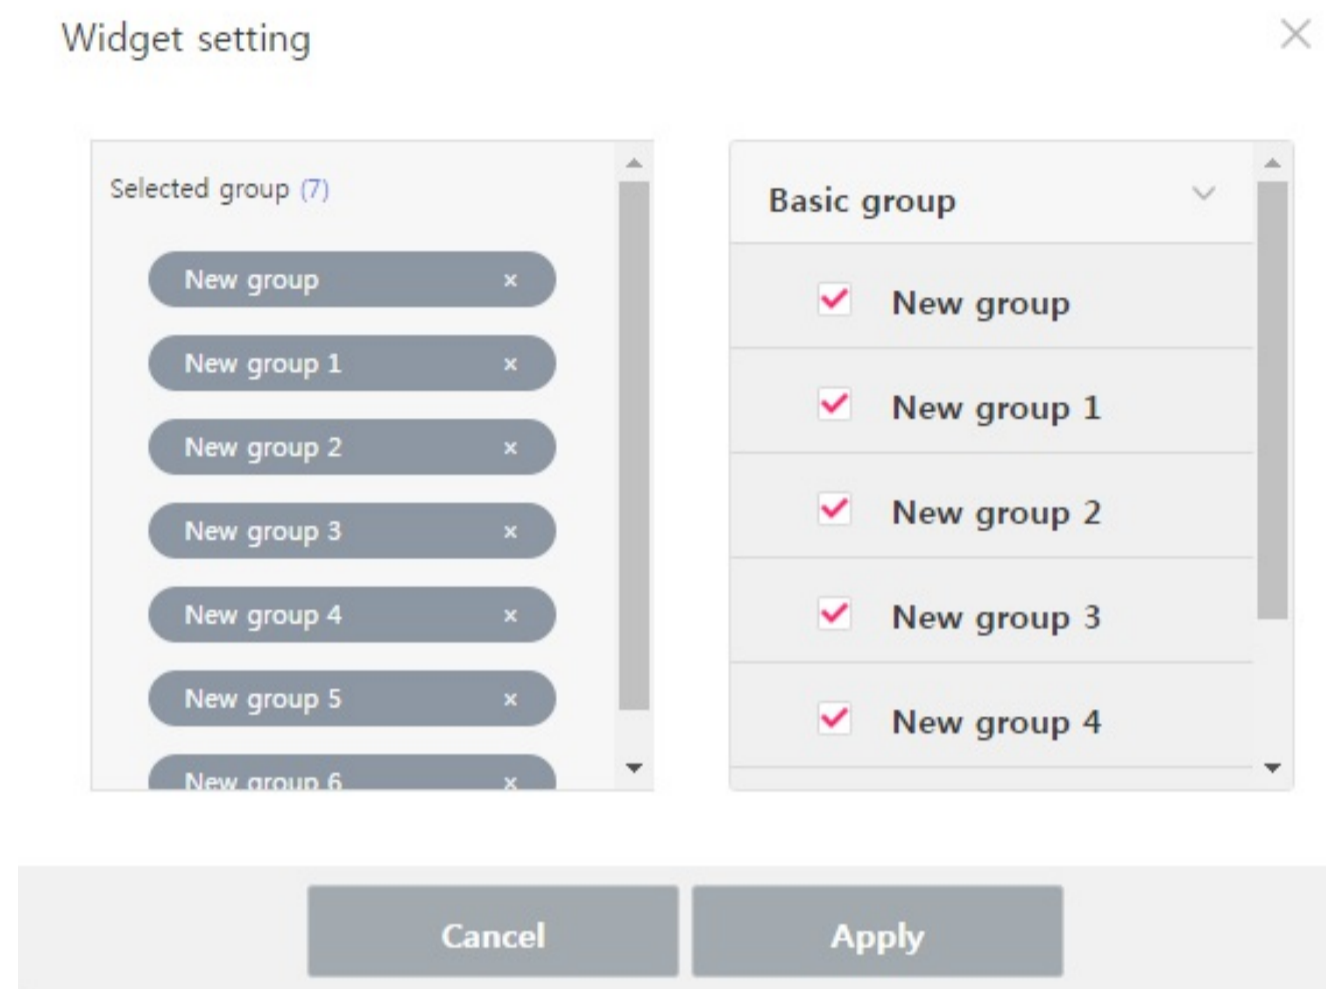 Widget setting
Selected group (7)
New group ×
New group 1 ×
New group 2 ×
New group 3 ×
New group 4 ×
New group 5 ×
New group 6 ×
Basic group
New group
New group 1
New group 2
New group 3
New group 4
Cancel
Apply